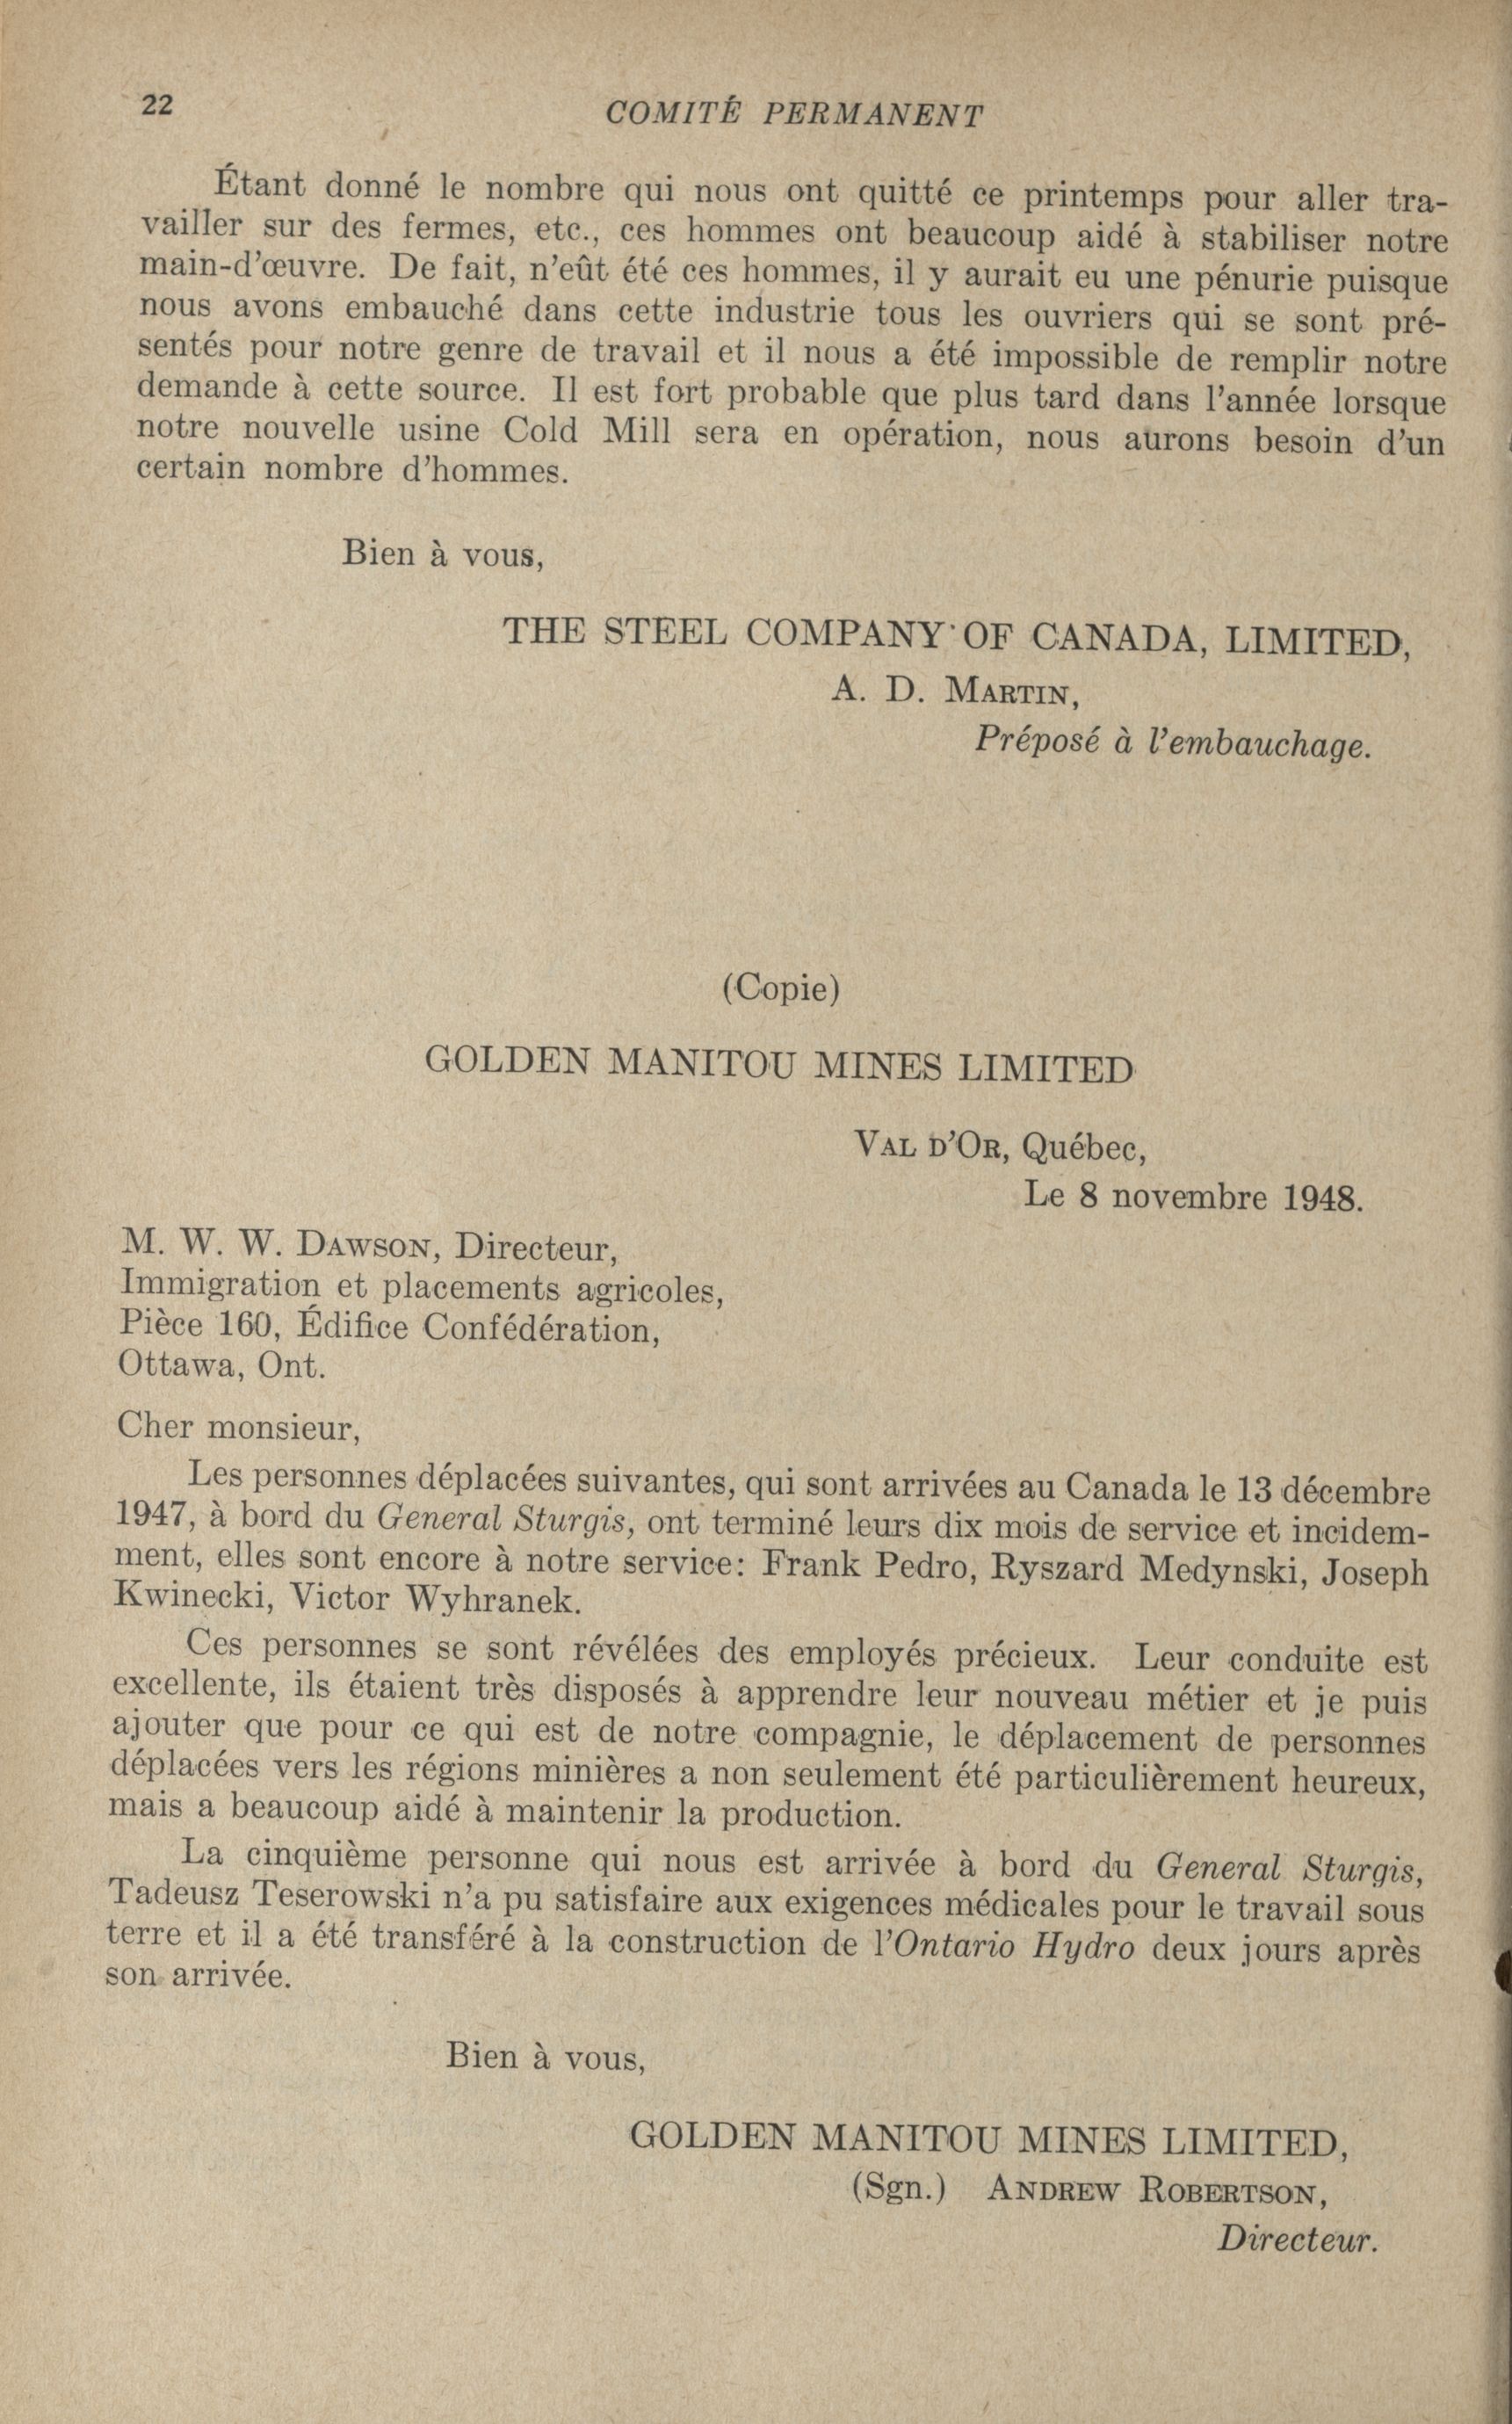 22
COMITÉ PERMANENT
Étant donné le nombre qui nous ont quitté ce printemps pour aller tra-
vailler sur des fermes, etc., ces hommes ont beaucoup aidé à stabiliser notre
main-d'œuvre. De fait, n'eût été ces hommes, il y aurait eu une pénurie puisque
nous avons embauché dans cette industrie tous les ouvriers qui se sont pré-
sentés pour notre genre de travail et il nous a été impossible de remplir notre
demande à cette source. Il est fort probable que plus tard dans l'année lorsque
notre nouvelle usine Cold Mill sera en opération, nous aurons besoin d'un
certain nombre d'hommes.
Bien à vous,
THE STEEL COMPANY OF CANADA, LIMITED,
A. D. MARTIN,
Préposé à l'embauchage.
(Copie)
GOLDEN MANITOU MINES LIMITED
VAL D'OR, Québec,
Le 8 novembre 1948.
M. W. W. DAWSON, Directeur,
Immigration et placements agricoles,
Pièce 160, Édifice Confédération,
Ottawa, Ont.
Cher monsieur,
Les personnes déplacées suivantes, qui sont arrivées au Canada le 13 décembre
1947, à bord du General Sturgis, ont terminé leurs dix mois de service et incidem-
ment, elles sont encore à notre service: Frank Pedro, Ryszard Medynski, Joseph
Kwinecki, Victor Wyhranek.
Ces personnes se sont révélées des employés précieux. Leur conduite est
excellente, ils étaient très disposés à apprendre leur nouveau métier et je puis
ajouter que pour ce qui est de notre compagnie, le déplacement de personnes
déplacées vers les régions minières a non seulement été particulièrement heureux,
mais a beaucoup aidé à maintenir la production.
La cinquième personne qui nous est arrivée à bord du General Sturgis,
Tadeusz Teserowski n'a pu satisfaire aux exigences médicales pour le travail sous
terre et il a été transféré à la construction de l'Ontario Hydro deux jours après
son arrivée.
Bien à vous,
GOLDEN MANITOU MINES LIMITED,
(Sgn.) ANDREW ROBERTSON,
Directeur.